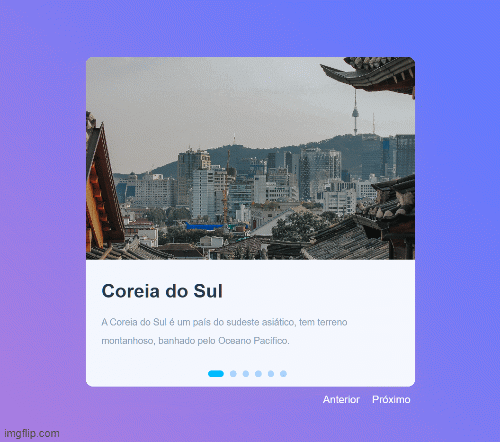 Coreia do Sul
A Coreia do Sul é um país do sudeste asiático, tem terreno
montanhoso, banhado pelo Oceano Pacífico.
Anterior Próximo
imgflip.com